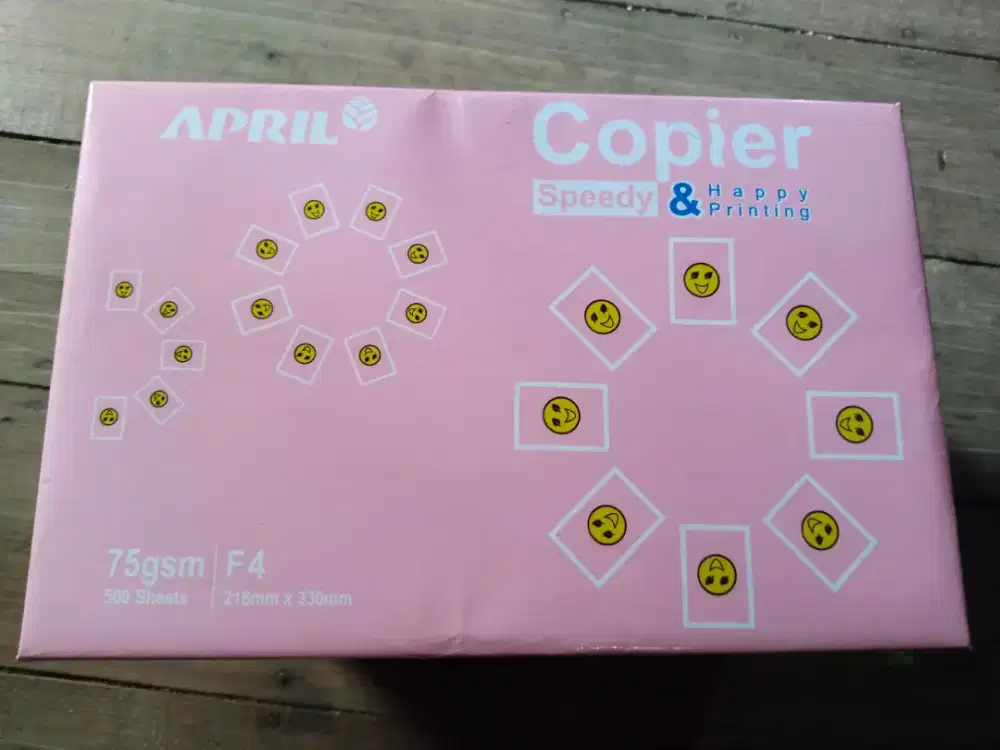 APRIL
Copier
Speedy & Happy Printing
75gsm F4
500 Sheets 216mm x 330mm